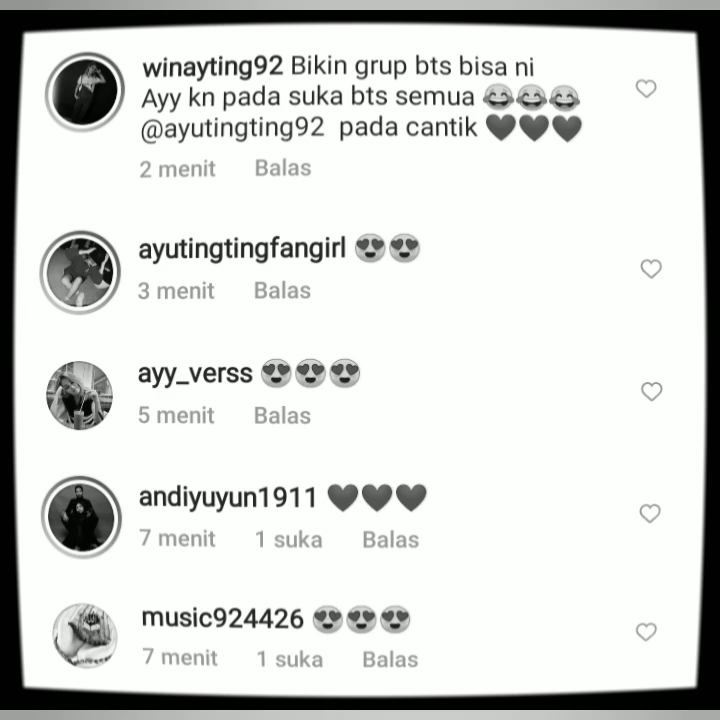 winayting92 Bikin grup bts bisa ni
Ayy kn pada suka bts semua 😂😂😂
@ayutingting92 pada cantik 🖤🖤🖤
2 menit Balas
ayutingtingfangirl 😍😍
3 menit Balas
ayy_verss 😍😍😍
5 menit Balas
andiyuyun1911 🖤🖤🖤
7 menit 1 suka Balas
music924426 😍😍😍
7 menit 1 suka Balas